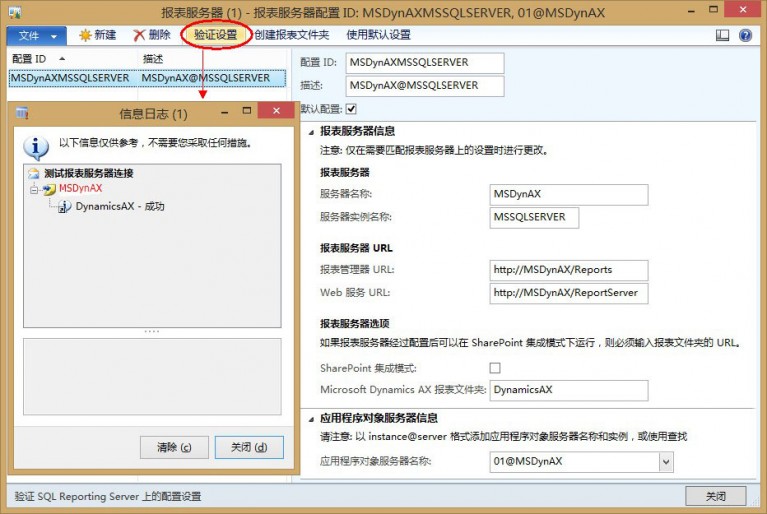 报表服务器 (1) - 报表服务器配置 ID: MSDynAXMSSQLSERVER, 01@MSDynAX
文件 新建 删除 验证设置 创建报表文件夹 使用默认设置
配置 ID 描述
MSDynAXMSSQLSERVER MSDynAX@MSSQLSERVER
信息日志 (1)
以下信息仅供参考，不需要您采取任何措施。
测试报表服务器连接
MSDynAX
DynamicsAX - 成功
清除 (c) 关闭 (d)
配置 ID: MSDynAXMSSQLSERVER
描述: MSDynAX@MSSQLSERVER
默认配置:
报表服务器信息
注意: 仅在需要匹配报表服务器上的设置时进行更改。
报表服务器
服务器名称: MSDynAX
服务器实例名称: MSSQLSERVER
报表服务器 URL
报表管理器 URL: http://MSDynAX/Reports
Web 服务 URL: http://MSDynAX/ReportServer
报表服务器选项
如果报表服务器经过配置后可以在 SharePoint 集成模式下运行，则必须输入报表文件夹的 URL。
SharePoint 集成模式:
Microsoft Dynamics AX 报表文件夹: DynamicsAX
应用程序对象服务器信息
请注意: 以 instance@server 格式添加应用程序对象服务器名称和实例，或使用查找
应用程序对象服务器名称: 01@MSDynAX
验证 SQL Reporting Server 上的配置设置 关闭